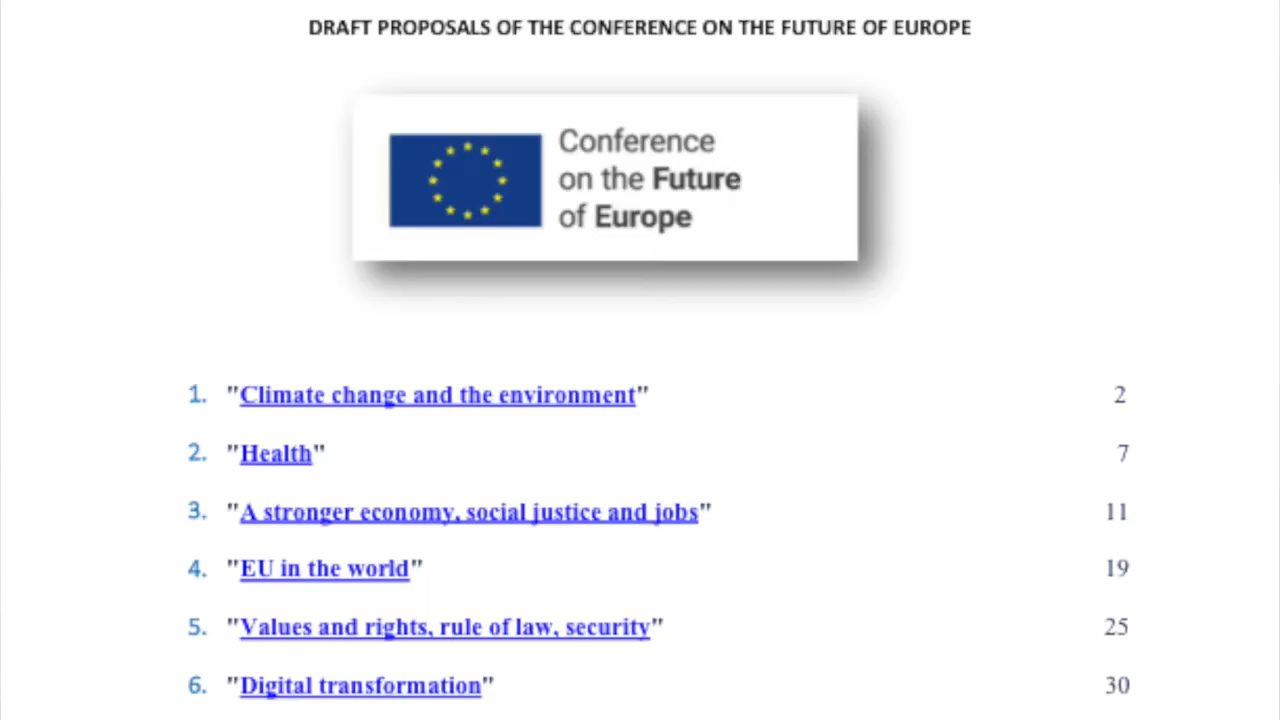 DRAFT PROPOSALS OF THE CONFERENCE ON THE FUTURE OF EUROPE
Conference
on the Future
of Europe
1. "Climate change and the environment" 2
2. "Health" 7
3. "A stronger economy, social justice and jobs" 11
4. "EU in the world" 19
5. "Values and rights, rule of law, security" 25
6. "Digital transformation" 30